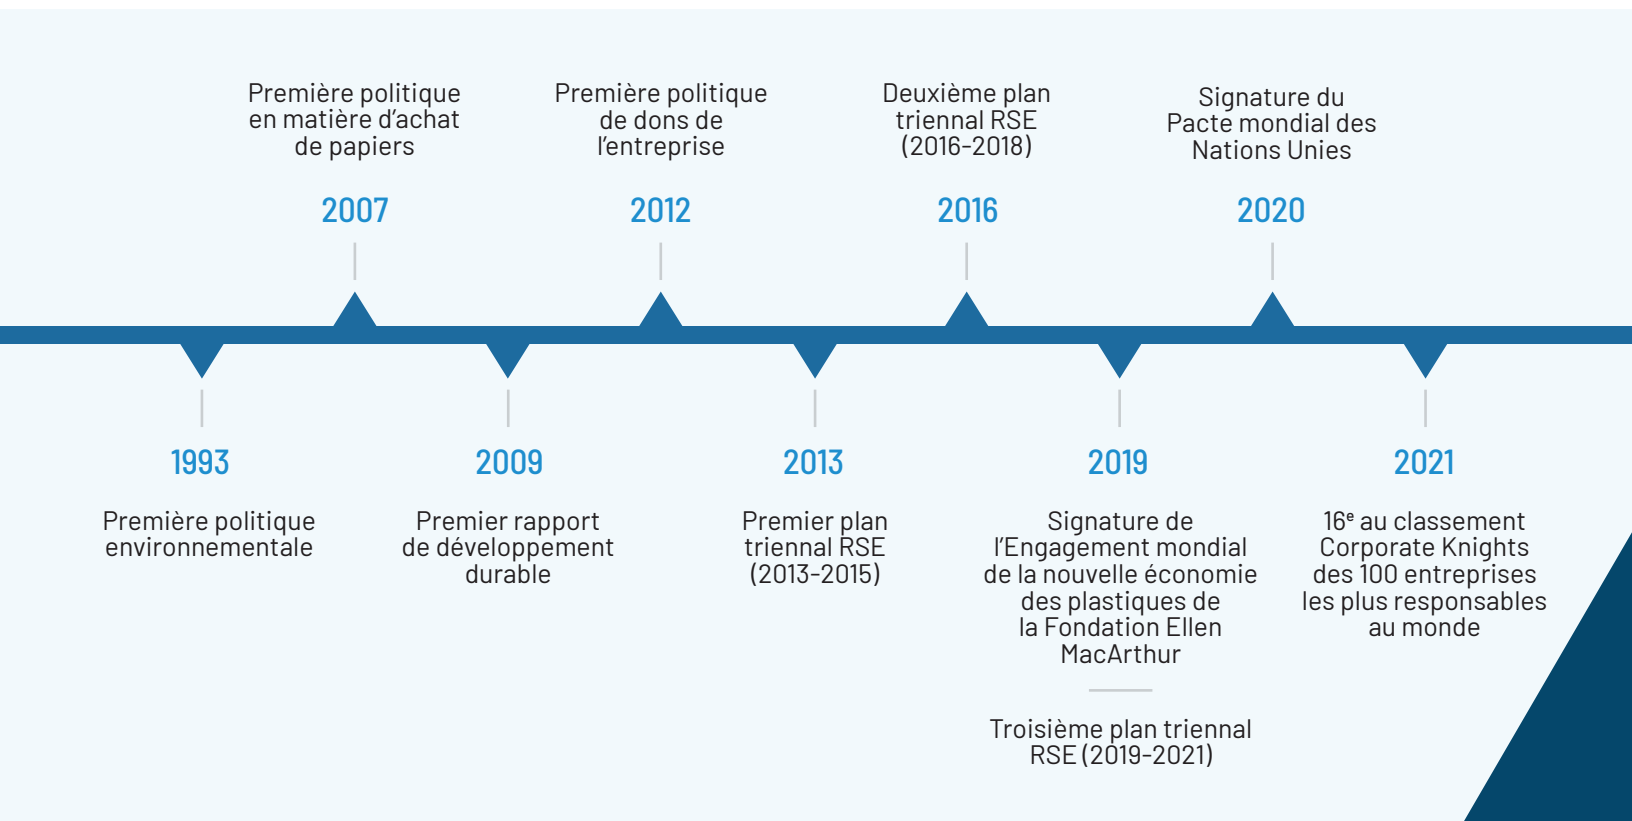 Première politique
en matière d’achat
de papiers
2007
Première politique
de dons de
l’entreprise
2012
Deuxième plan
triennal RSE
(2016-2018)
2016
Signature du
Pacte mondial des
Nations Unies
2020
1993
Première politique
environnementale
2009
Premier rapport
de développement
durable
2013
Premier plan
triennal RSE
(2013-2015)
2019
Signature de
l’Engagement mondial
de la nouvelle économie
des plastiques de
la Fondation Ellen
MacArthur
Troisième plan triennal
RSE (2019-2021)
2021
16ᵉ au classement
Corporate Knights
des 100 entreprises
les plus responsables
au monde